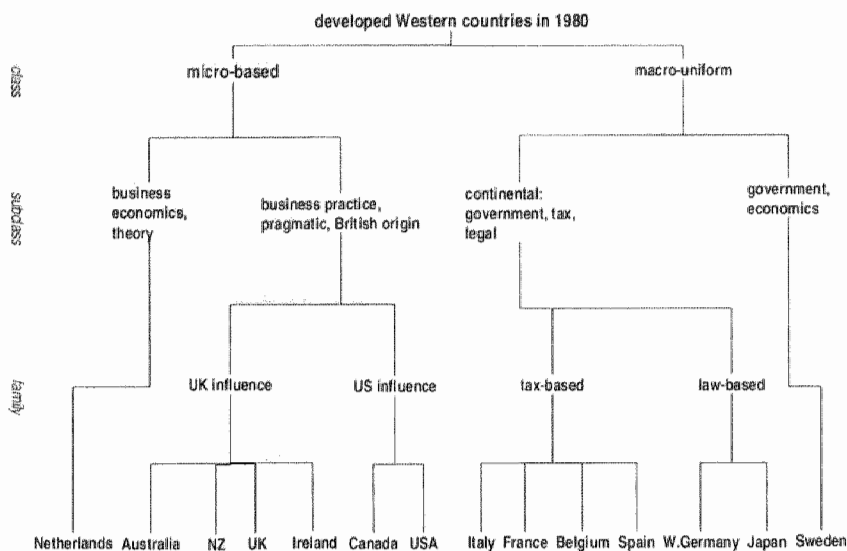 developed Western countries in 1980
class
micro-based
macro-uniform
subclass
business
economics,
theory
business practice,
pragmatic, British origin
continental:
government, tax,
legal
government,
economics
family
UK influence
US influence
tax-based
law-based
Netherlands
Australia
NZ
UK
Ireland
Canada
USA
Italy
France
Belgium
Spain
W.Germany
Japan
Sweden